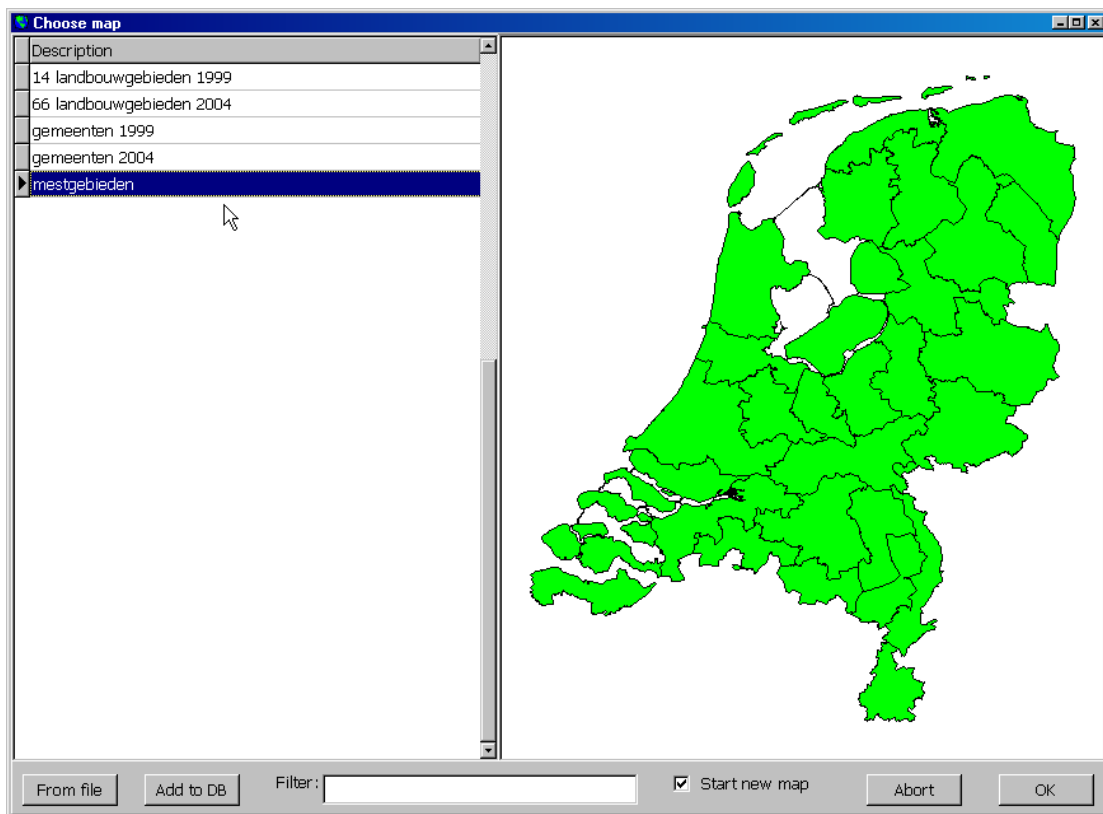 Choose map
Description
14 landbouwgebieden 1999
66 landbouwgebieden 2004
gemeenten 1999
gemeenten 2004
mestgebieden
From file
Add to DB
Filter:
Start new map
Abort
OK